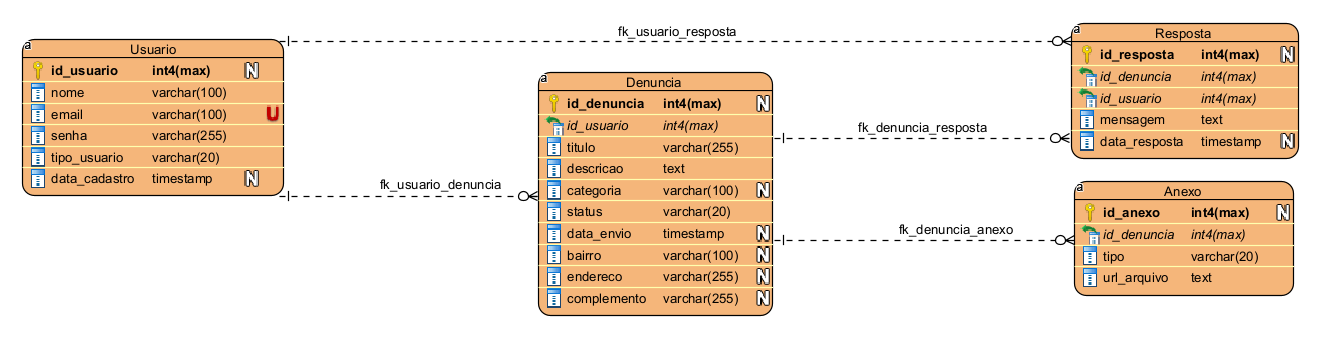 fk_usuario_resposta
a
Usuario
id_usuario int4(max) N
nome varchar(100)
email varchar(100) U
senha varchar(255)
tipo_usuario varchar(20)
data_cadastro timestamp N
fk_usuario_denuncia
a
Denuncia
id_denuncia int4(max) N
id_usuario int4(max)
titulo varchar(255)
descricao text
categoria varchar(100) N
status varchar(20)
data_envio timestamp N
bairro varchar(100) N
endereco varchar(255) N
complemento varchar(255) N
fk_denuncia_resposta
fk_denuncia_anexo
a
Resposta
id_resposta int4(max) N
id_denuncia int4(max)
id_usuario int4(max)
mensagem text
data_resposta timestamp N
a
Anexo
id_anexo int4(max) N
id_denuncia int4(max)
tipo varchar(20)
url_arquivo text